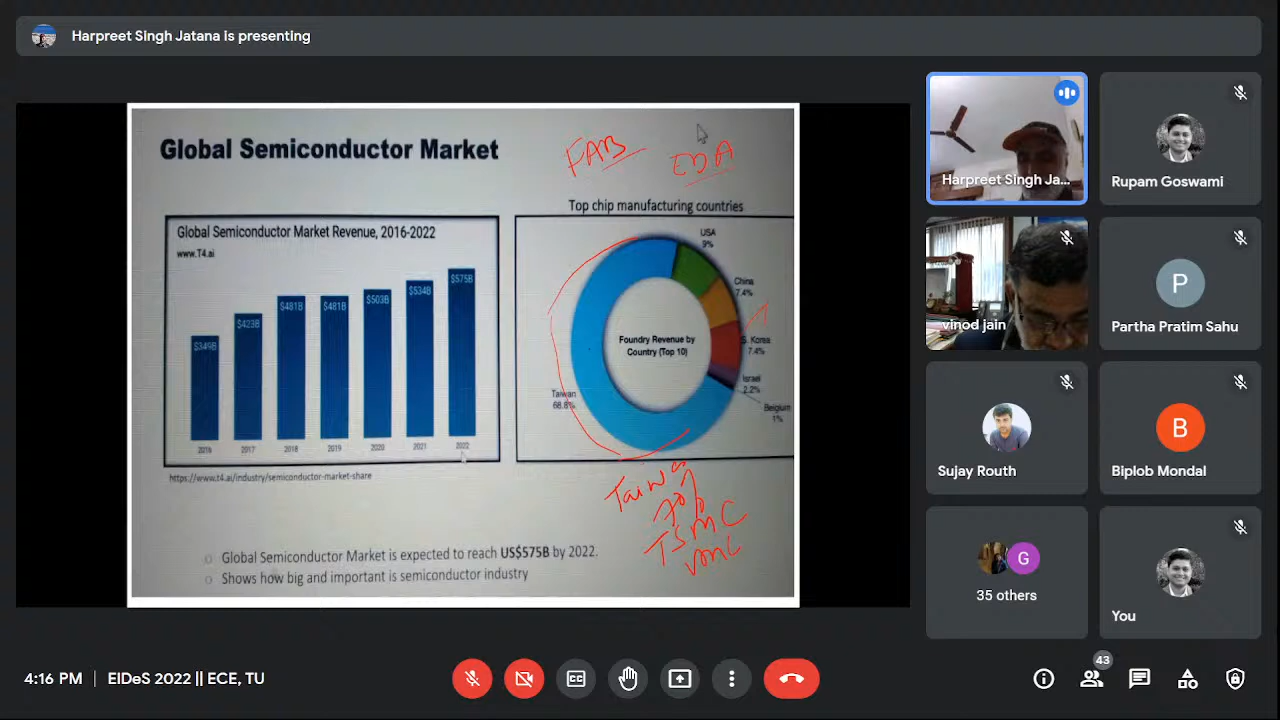 Harpreet Singh Jatana is presenting
Global Semiconductor Market
FAB
EDA
Global Semiconductor Market Revenue, 2016-2022
www.T4.ai
$349B
$423B
$481B
$481B
$503B
$534B
$575B
2016
2017
2018
2019
2020
2021
2022
https://www.t4.ai/industry/semiconductor-market-share
Top chip manufacturing countries
USA
9%
China
7.4%
S. Korea
7.4%
Israel
2.2%
Belgium
1%
Taiwan
68.8%
Foundry Revenue by
Country (Top 10)
Taiwan
70%
TSMC
UMC
Global Semiconductor Market is expected to reach US$575B by 2022.
Shows how big and important is semiconductor industry
Harpreet Singh Ja...
Rupam Goswami
vinod jain
P
Partha Pratim Sahu
Sujay Routh
B
Biplob Mondal
G
35 others
You
4:16 PM | EIDeS 2022 || ECE, TU
CC
43